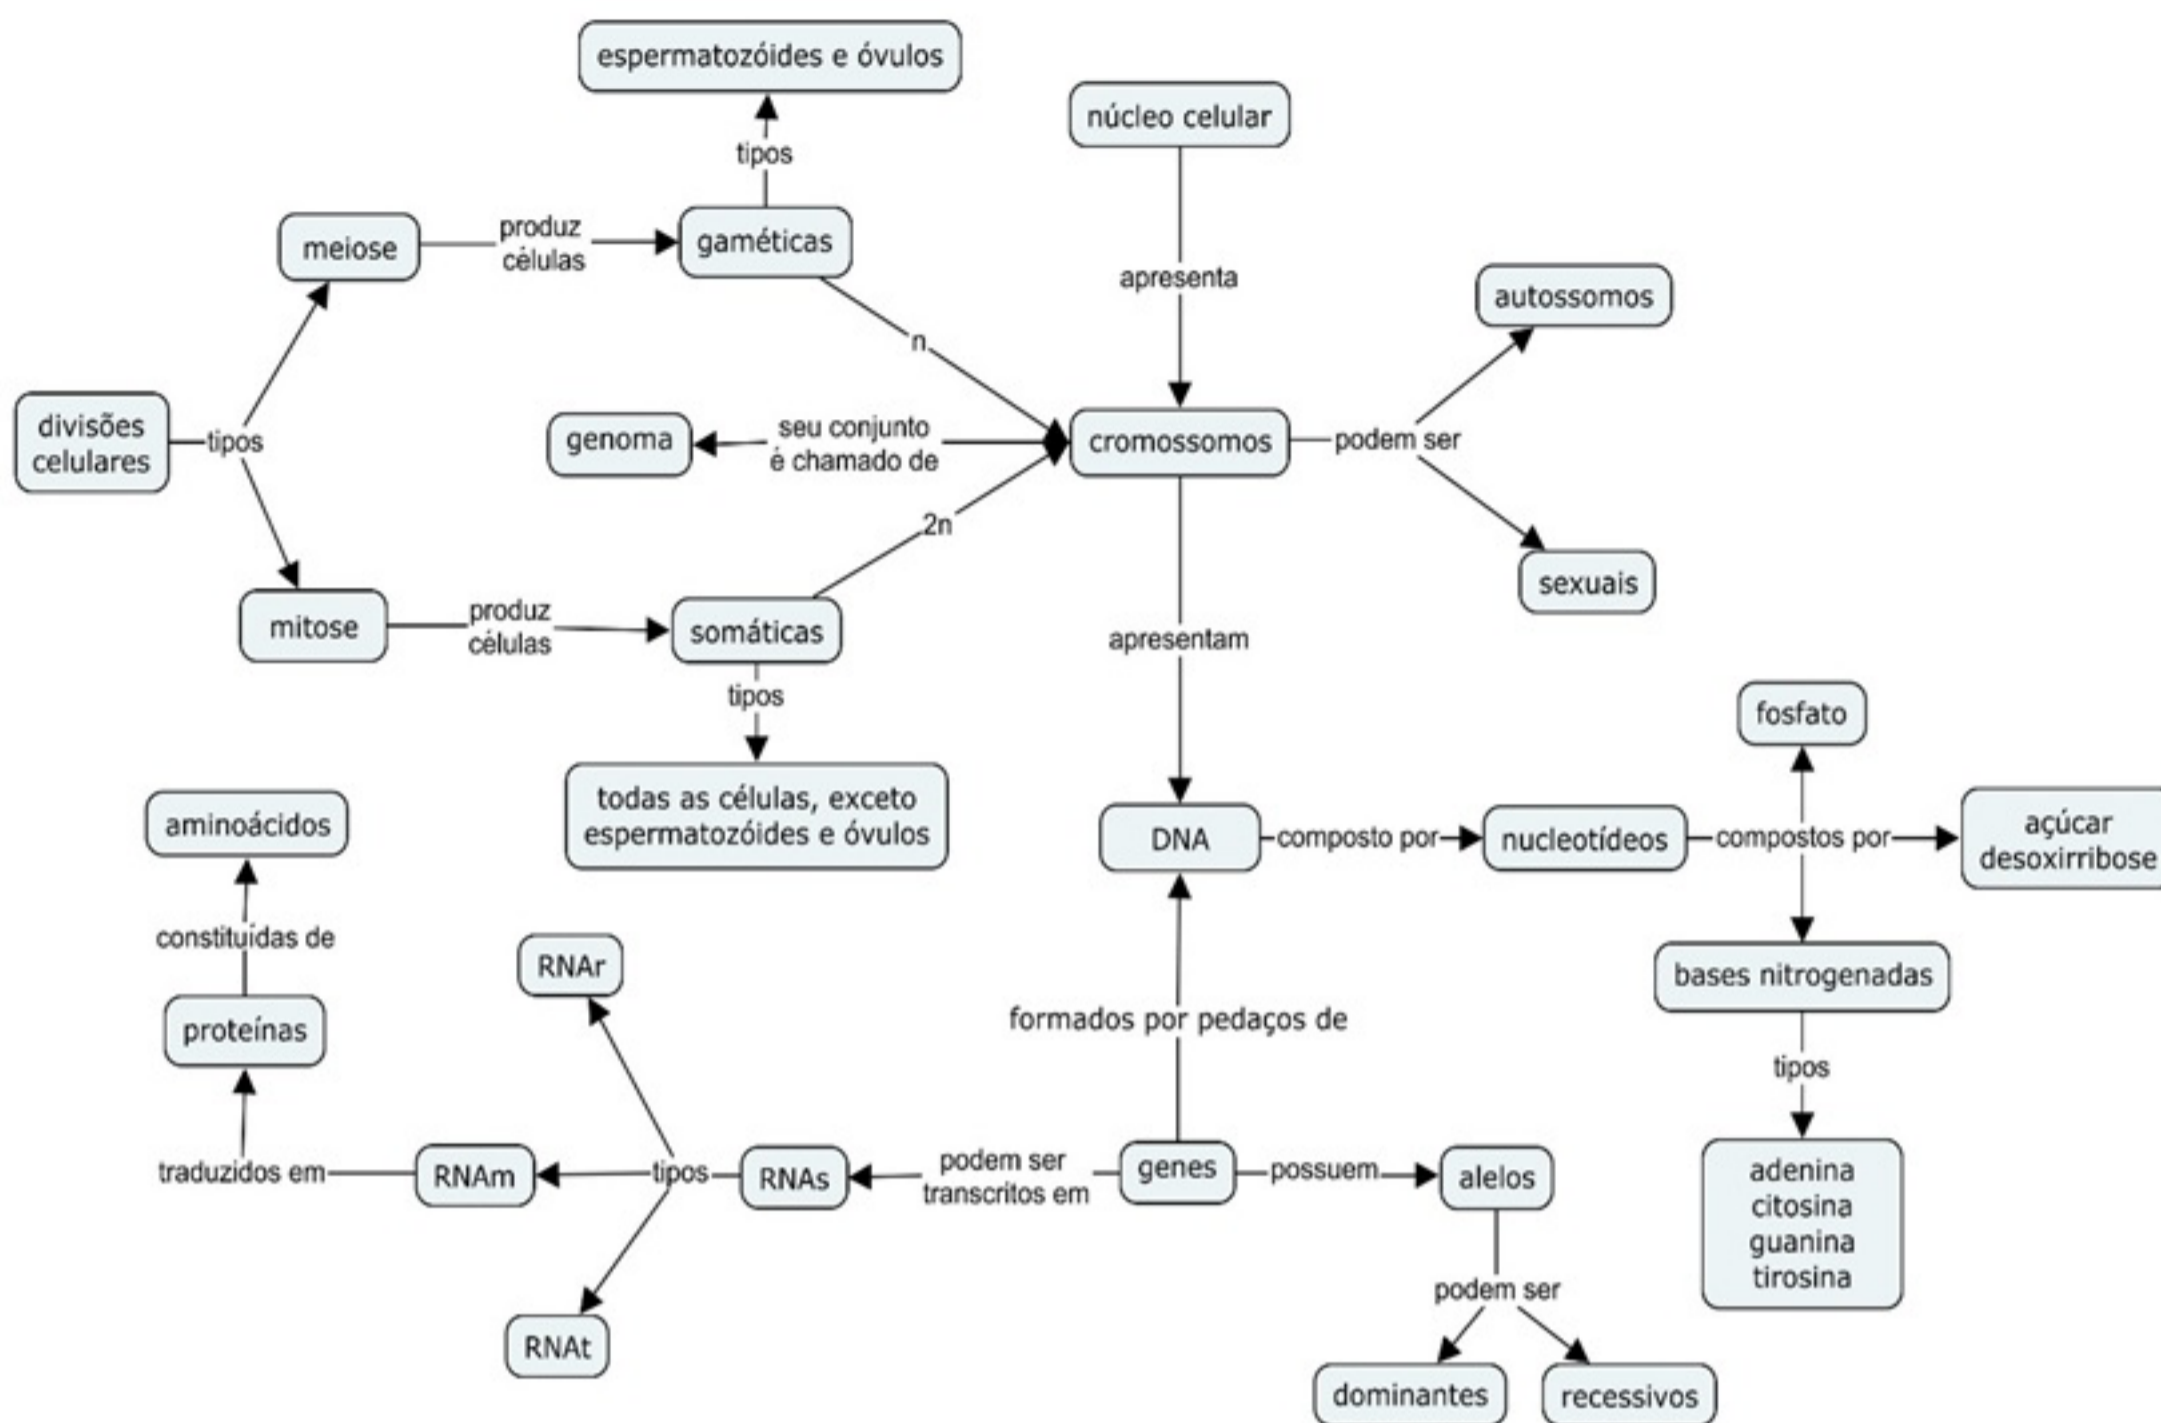 espermatozóides e óvulos
núcleo celular
tipos
meiose
produz
células
gaméticas
apresenta
autossomos
n
divisões
celulares
tipos
genoma
seu conjunto
é chamado de
cromossomos
podem ser
2n
sexuais
mitose
produz
células
somáticas
apresentam
tipos
fosfato
todas as células, exceto
espermatozóides e óvulos
aminoácidos
DNA
composto por
nucleotídeos
compostos por
açúcar
desoxirribose
constituídas de
RNAr
bases nitrogenadas
proteínas
formados por pedaços de
tipos
traduzidos em
RNAm
tipos
RNAs
podem ser
transcritos em
genes
possuem
alelos
adenina
citosina
guanina
tirosina
podem ser
RNAt
dominantes
recessivos